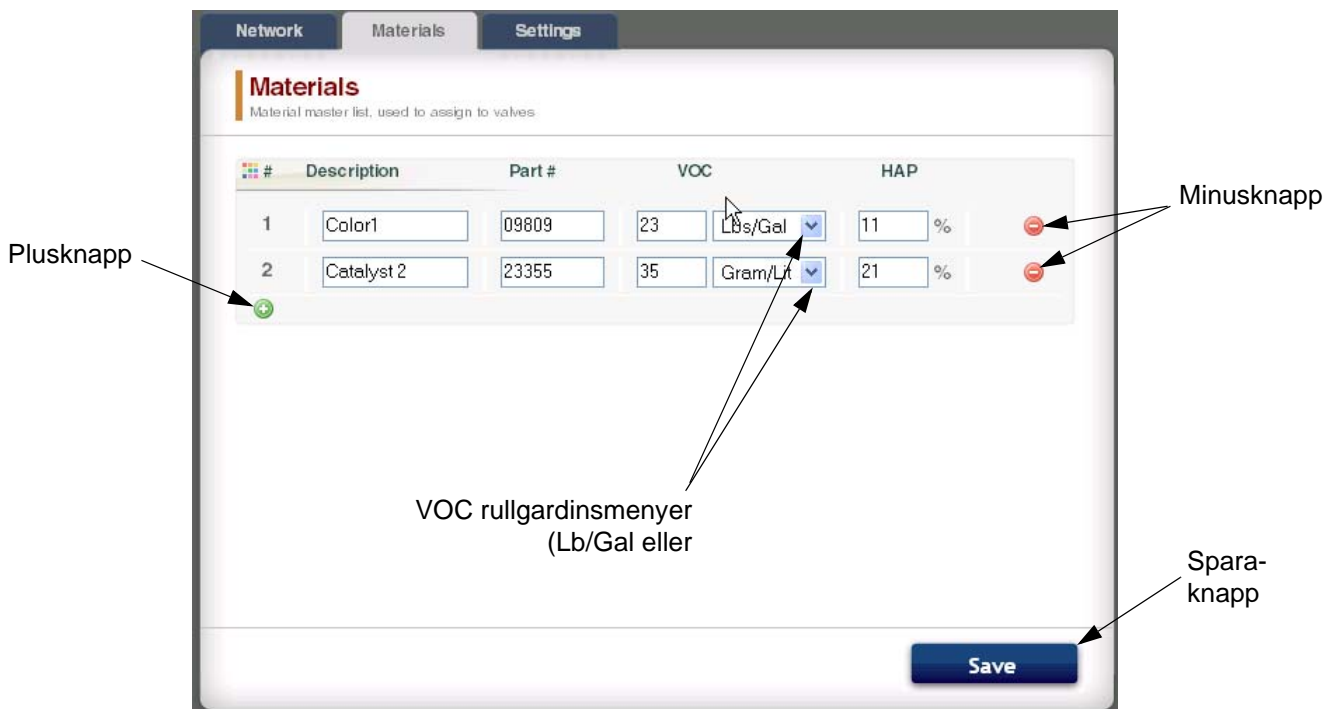 Network Materials Settings
Materials
Material master list, used to assign to valves
# Description Part # VOC HAP
1 Color1 09809 23 Lbs/Gal 11 %
2 Catalyst 2 23355 35 Gram/Lit 21 %
Minusknapp
Plusknapp
VOC rullgardinsmenyer
(Lb/Gal eller
Spara-
knapp
Save